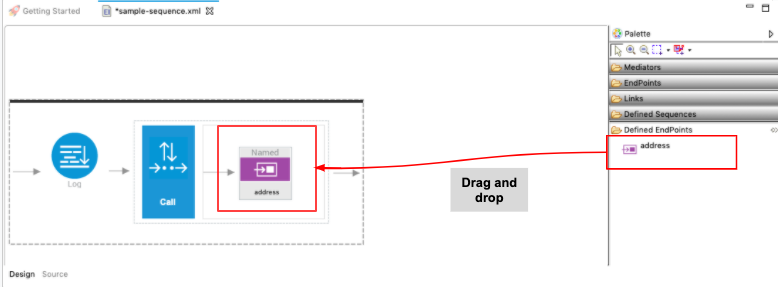 Getting Started
*sample-sequence.xml
Palette
Mediators
EndPoints
Links
Defined Sequences
Defined EndPoints
address
Named
address
Log
Call
Drag and
drop
Design Source